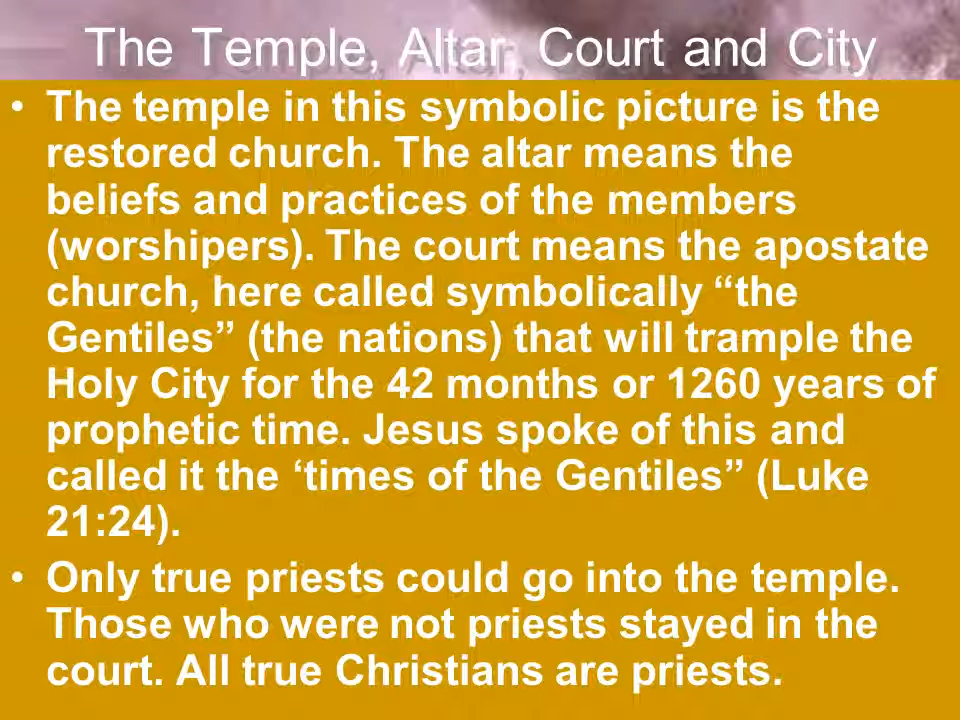 The Temple, Altar, Court and City
• The temple in this symbolic picture is the
restored church. The altar means the
beliefs and practices of the members
(worshipers). The court means the apostate
church, here called symbolically “the
Gentiles” (the nations) that will trample the
Holy City for the 42 months or 1260 years of
prophetic time. Jesus spoke of this and
called it the ‘times of the Gentiles” (Luke
21:24).
• Only true priests could go into the temple.
Those who were not priests stayed in the
court. All true Christians are priests.